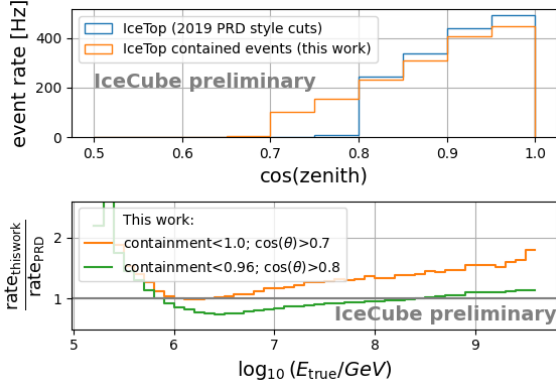 event rate [Hz]
400
200
0
IceTop (2019 PRD style cuts)
IceTop contained events (this work)
IceCube preliminary
0.5 0.6 0.7 0.8 0.9 1.0
cos(zenith)
rate_thiswork
rate_PRD
2
1
This work:
containment<1.0; cos(θ)>0.7
containment<0.96; cos(θ)>0.8
IceCube preliminary
5 6 7 8 9
log₁₀ (E_true/GeV)